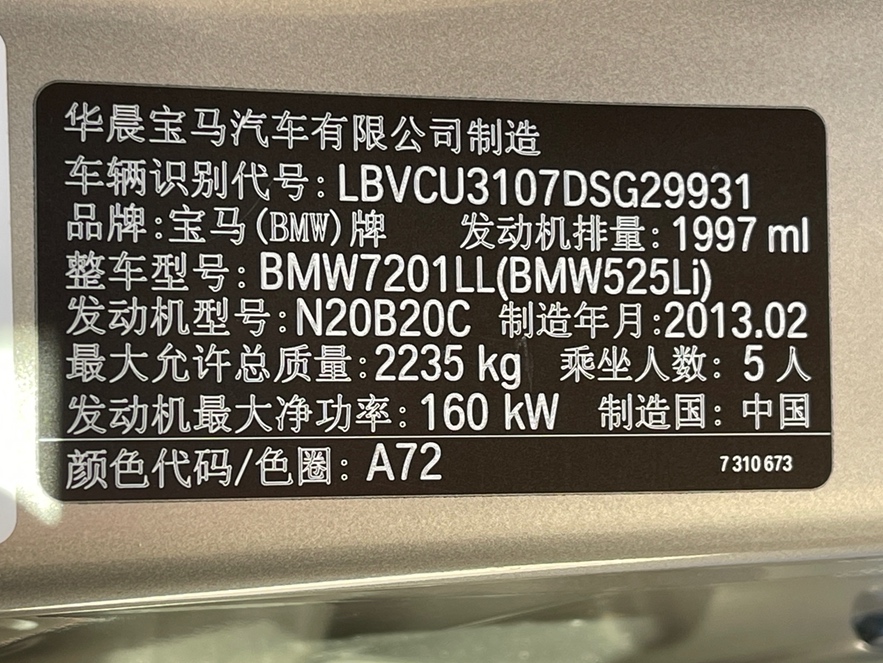 华晨宝马汽车有限公司制造
车辆识别代号:LBVCU3107DSG29931
品牌:宝马(BMW)牌 发动机排量:1997 ml
整车型号:BMW7201LL(BMW525Li)
发动机型号:N20B20C 制造年月:2013.02
最大允许总质量:2235 kg 乘坐人数: 5 人
发动机最大净功率:160 kW 制造国: 中国
颜色代码/色圈: A72 7 310 673